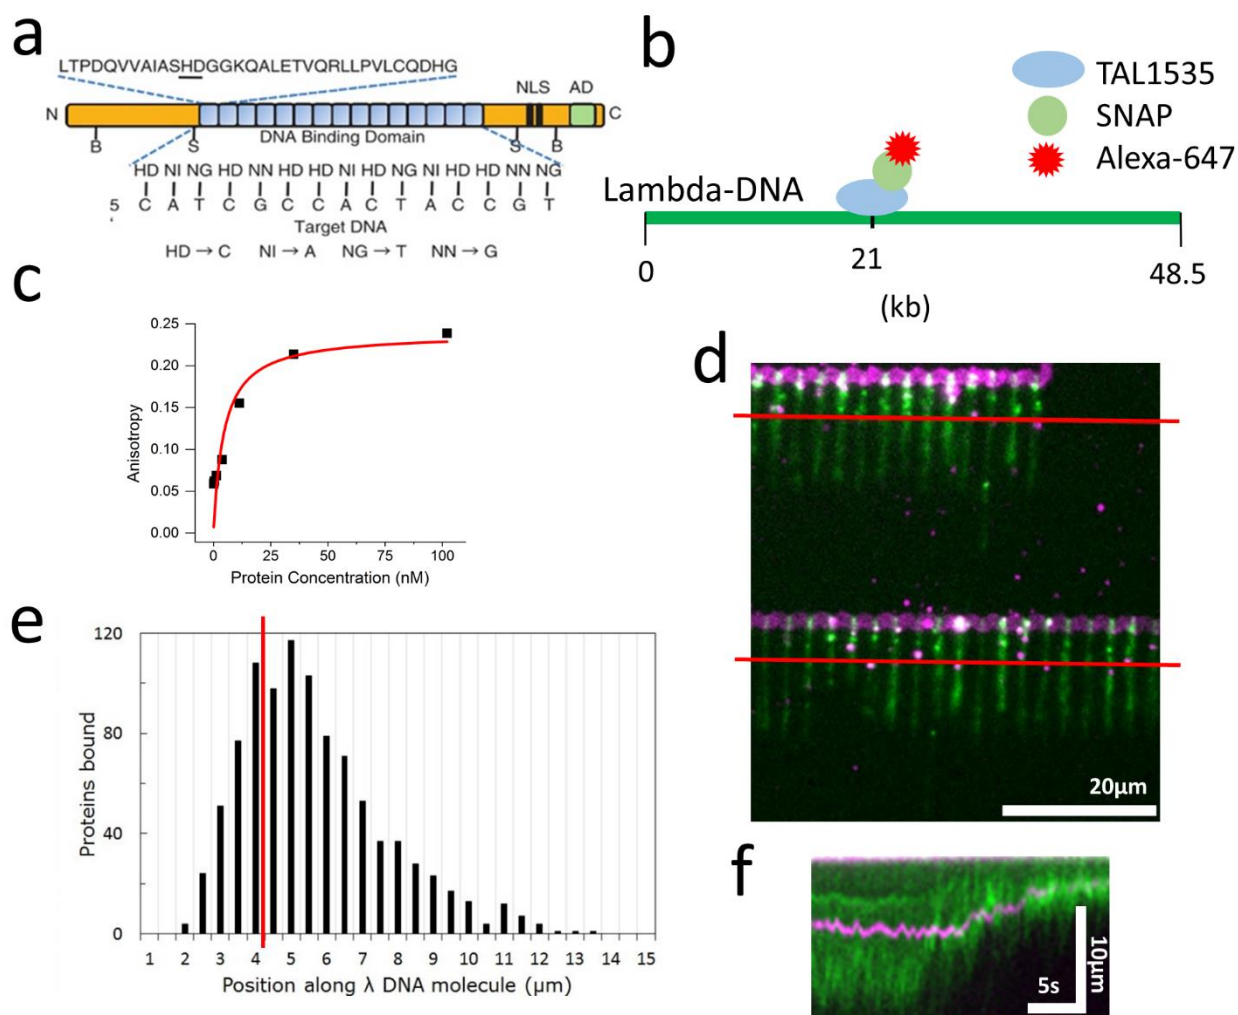 a
LTPDQVVAIASHDGGKQALETVQRLLPVLCQDHG
NLS AD
N C
DNA Binding Domain
B S S B
HD NI NG HD NN HD HD NI HD NG NI HD HD NN NG
5 ‘ C A T C G C C A C T A C C G T
Target DNA
HD → C NI → A NG → T NN → G
b
TAL1535
SNAP
Alexa-647
Lambda-DNA
0 21 48.5
(kb)
c
0.25
0.20
0.15
0.10
0.05
0.00
Anisotropy
0 25 50 75 100
Protein Concentration (nM)
d
20μm
e
120
80
40
0
Proteins bound
1 2 3 4 5 6 7 8 9 10 11 12 13 14 15
Position along λ DNA molecule (μm)
f
10μm
5s